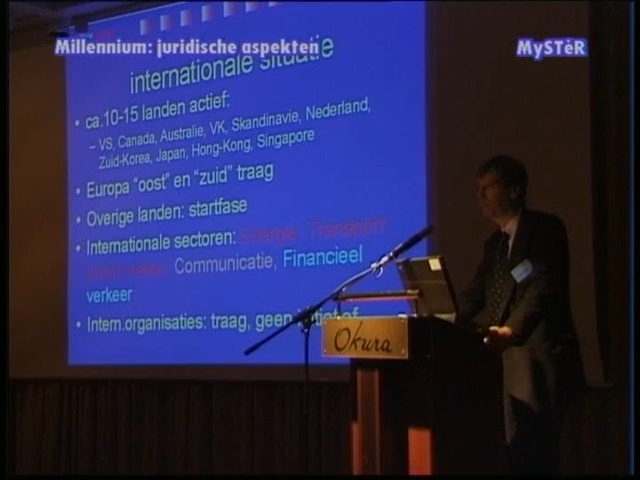 Millennium: juridische aspekten
MySTèR
internationale situatie
• ca.10-15 landen actief:
– VS, Canada, Australie, VK, Skandinavie, Nederland,
Zuid-Korea, Japan, Hong-Kong, Singapore
• Europa "oost" en "zuid" traag
• Overige landen: startfase
• Internationale sectoren: Energie, Transport
Communicatie, Financieel
verkeer
• Intern.organisaties: traag, geen
Okura